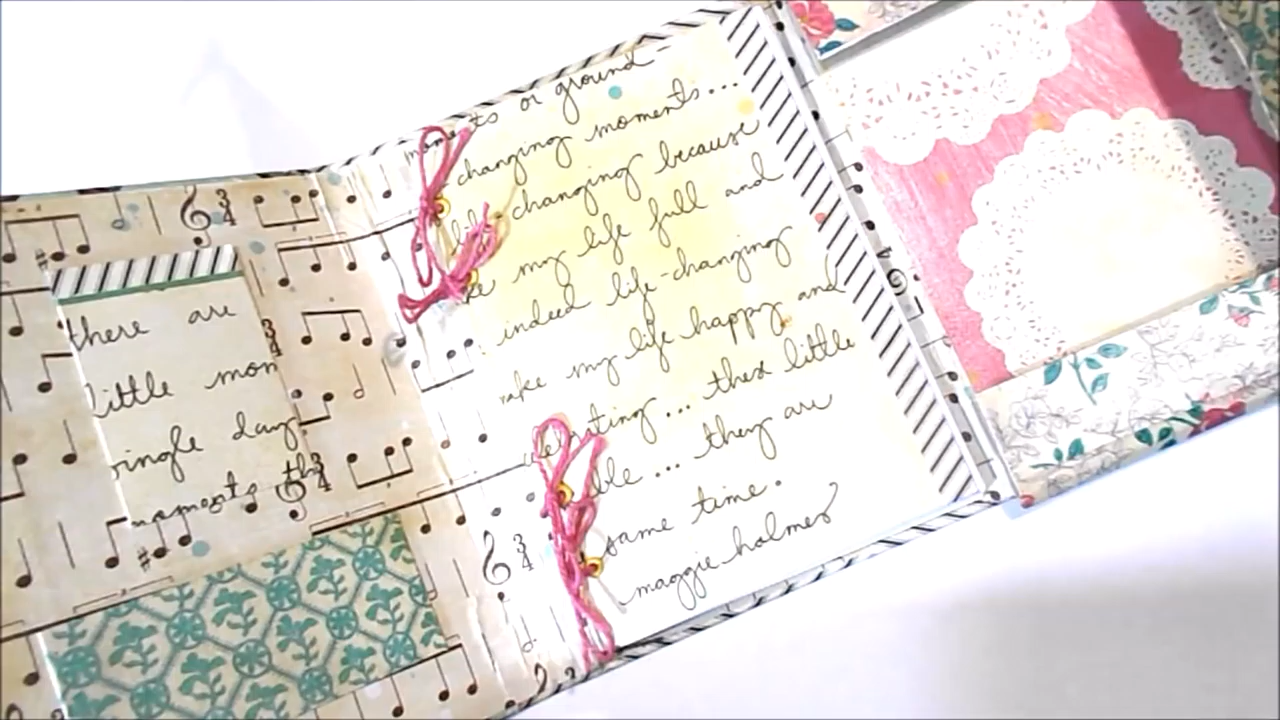 there are
little mom
single day
moments th
moments or ground
changing moments...
changing because
my life full and
indeed life-changing
make my life happy and
... these little
ble .... they are
same time.
maggie holmes